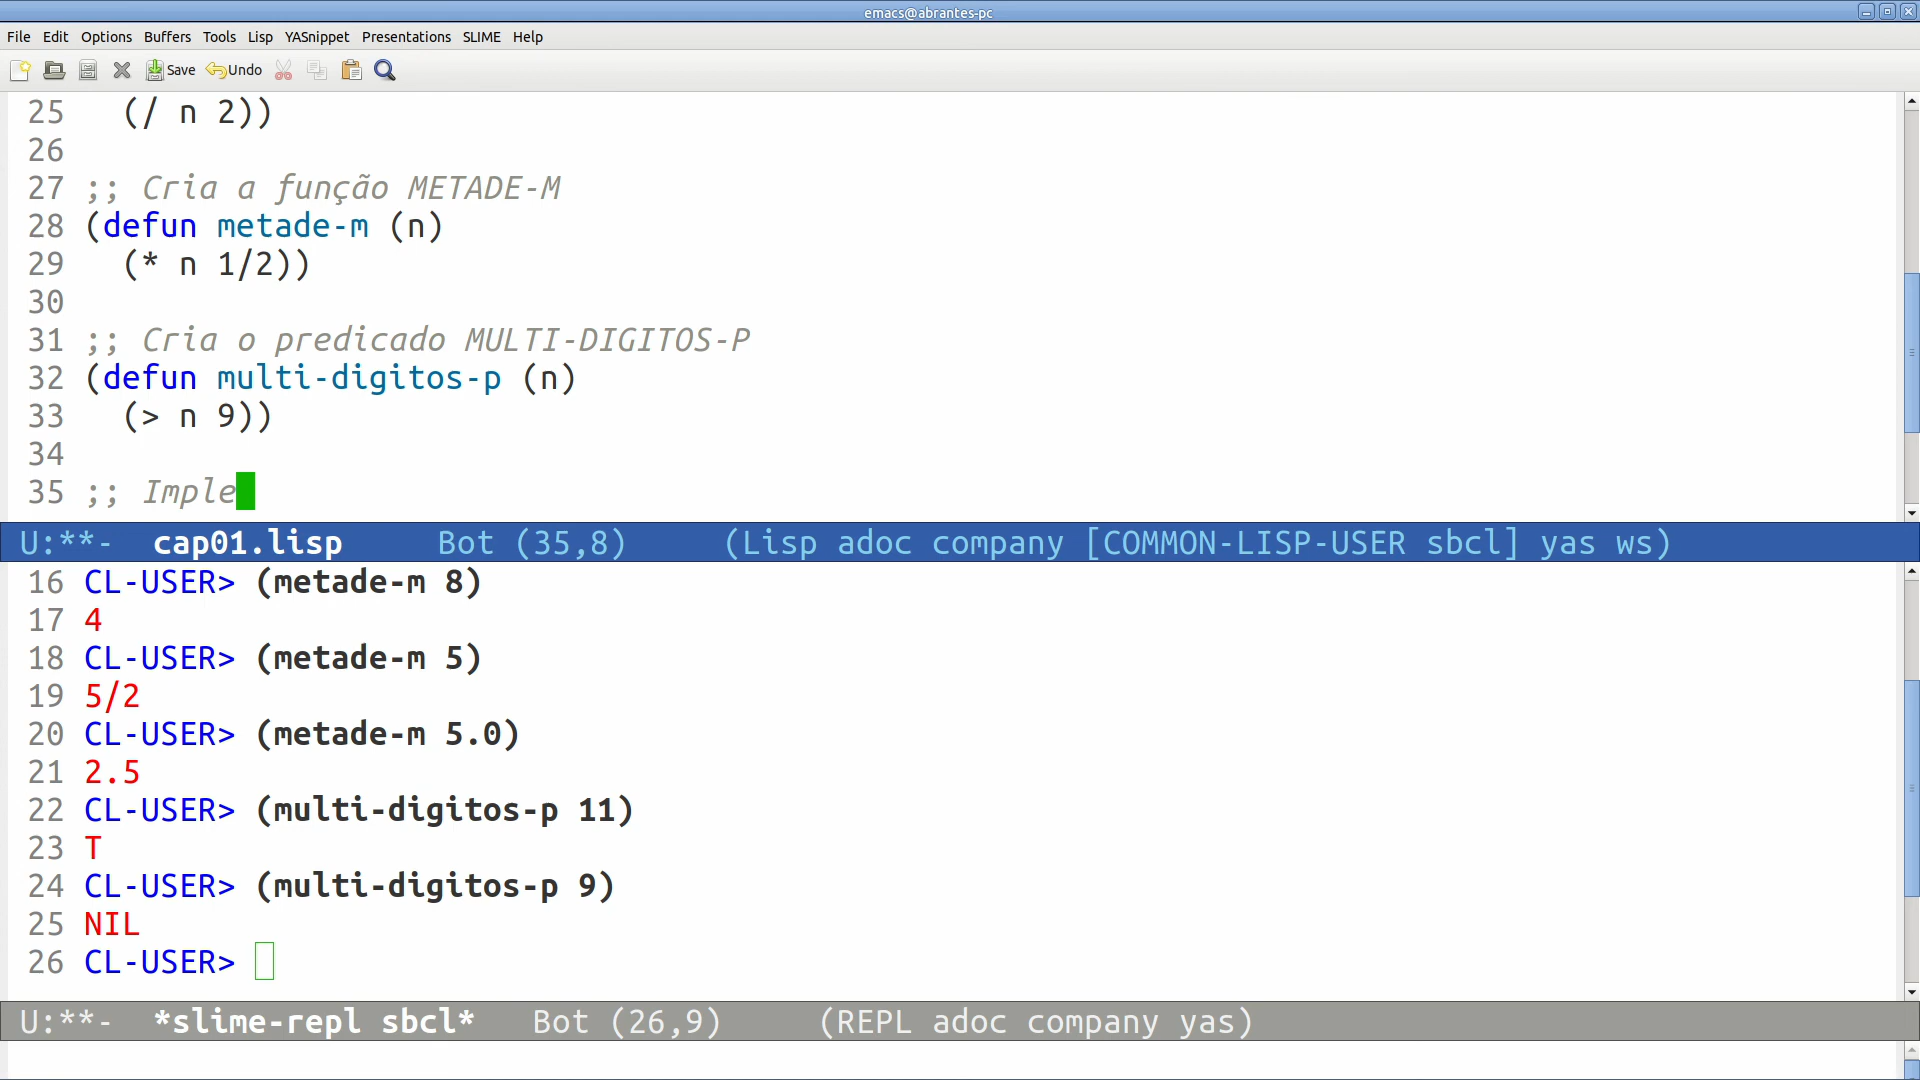 emacs@abrantes-pc
File Edit Options Buffers Tools Lisp YASnippet Presentations SLIME Help
Save Undo
25   (/ n 2))
26
27 ;; Cria a função METADE-M
28 (defun metade-m (n)
29   (* n 1/2))
30
31 ;; Cria o predicado MULTI-DIGITOS-P
32 (defun multi-digitos-p (n)
33   (> n 9))
34
35 ;; Imple
U:**-  cap01.lisp     Bot (35,8)     (Lisp adoc company [COMMON-LISP-USER sbcl] yas ws)
16 CL-USER> (metade-m 8)
17 4
18 CL-USER> (metade-m 5)
19 5/2
20 CL-USER> (metade-m 5.0)
21 2.5
22 CL-USER> (multi-digitos-p 11)
23 T
24 CL-USER> (multi-digitos-p 9)
25 NIL
26 CL-USER>
U:**-  *slime-repl sbcl*   Bot (26,9)     (REPL adoc company yas)